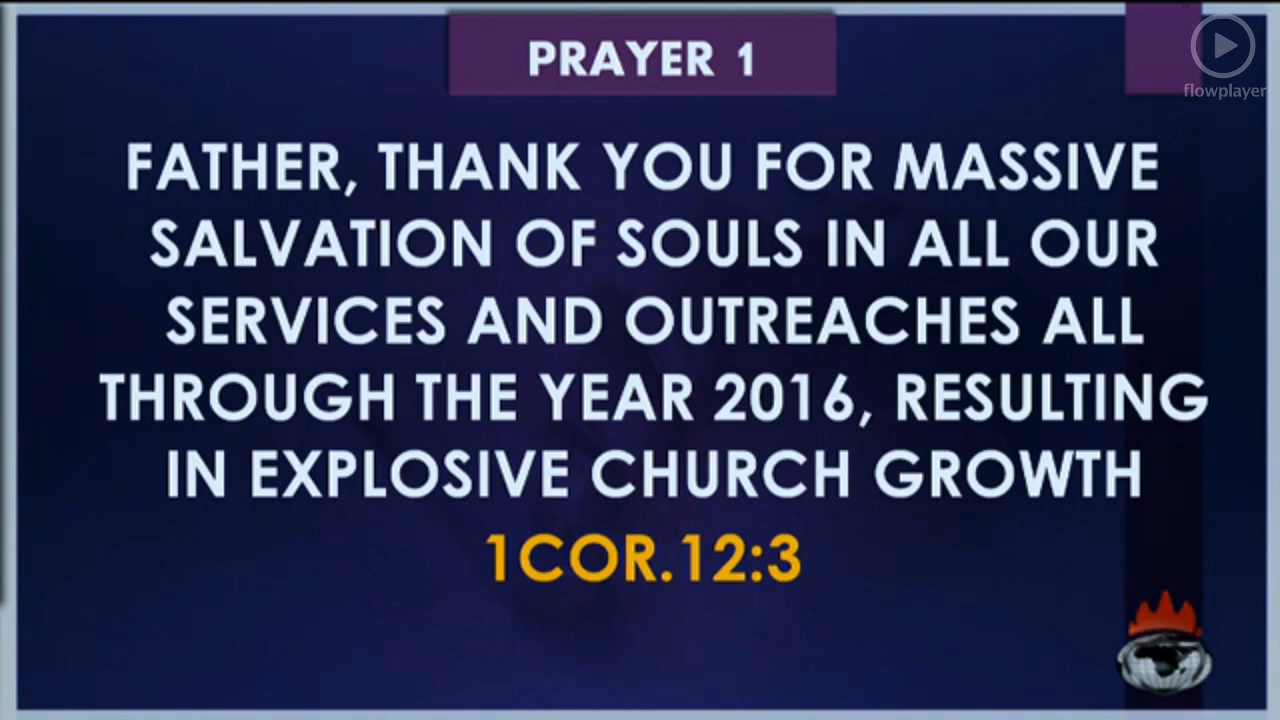 PRAYER 1
flowplayer
FATHER, THANK YOU FOR MASSIVE
SALVATION OF SOULS IN ALL OUR
SERVICES AND OUTREACHES ALL
THROUGH THE YEAR 2016, RESULTING
IN EXPLOSIVE CHURCH GROWTH
1COR.12:3